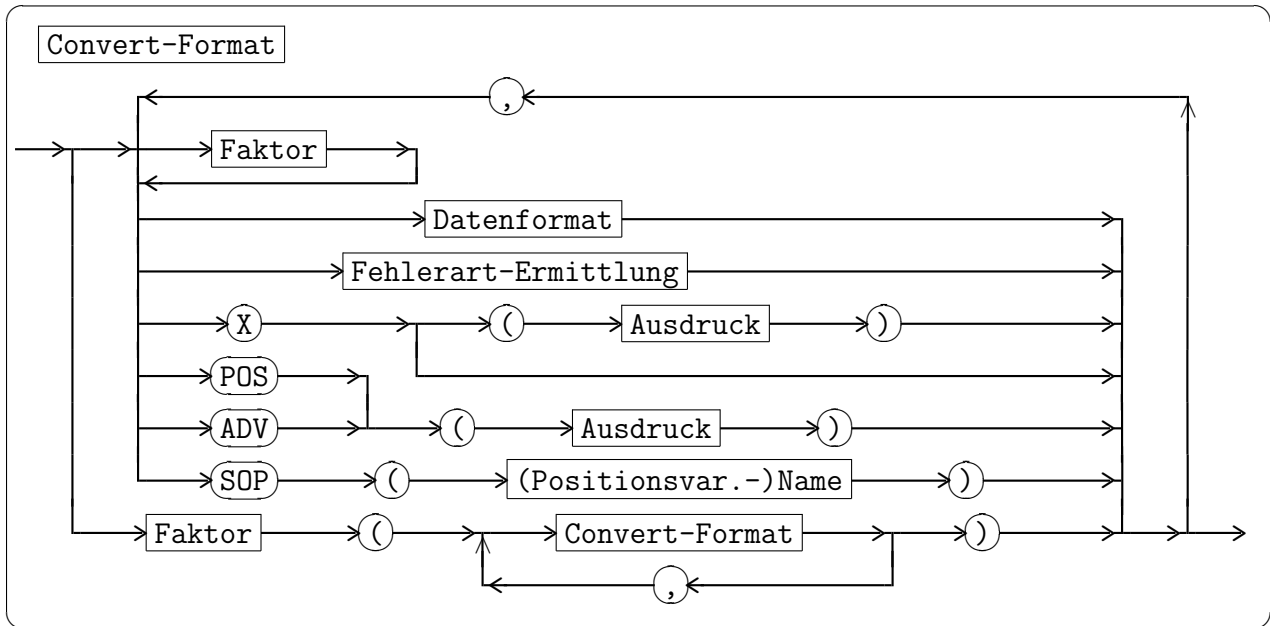 Convert-Format
,
Faktor
Datenformat
Fehlerart-Ermittlung
X ( Ausdruck )
POS
ADV ( Ausdruck )
SOP ( (Positionsvar.-)Name )
Faktor ( Convert-Format )
,